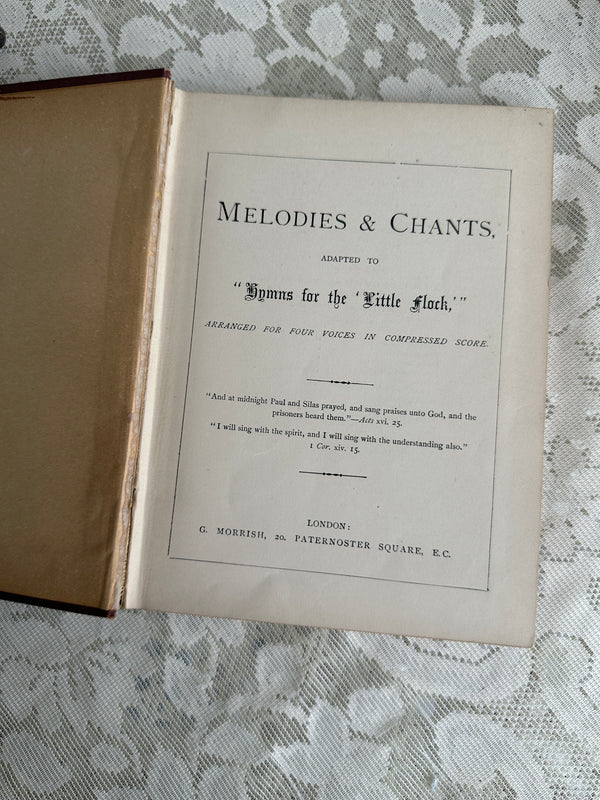 MELODIES & CHANTS,
ADAPTED TO
"Hymns for the 'Little Flock,'"
ARRANGED FOR FOUR VOICES IN COMPRESSED SCORE.
"And at midnight Paul and Silas prayed, and sang praises unto God, and the
prisoners heard them."—Acts xvi. 25.
"I will sing with the spirit, and I will sing with the understanding also."
1 Cor. xiv. 15.
LONDON:
G. MORRISH, 20, PATERNOSTER SQUARE, E.C.